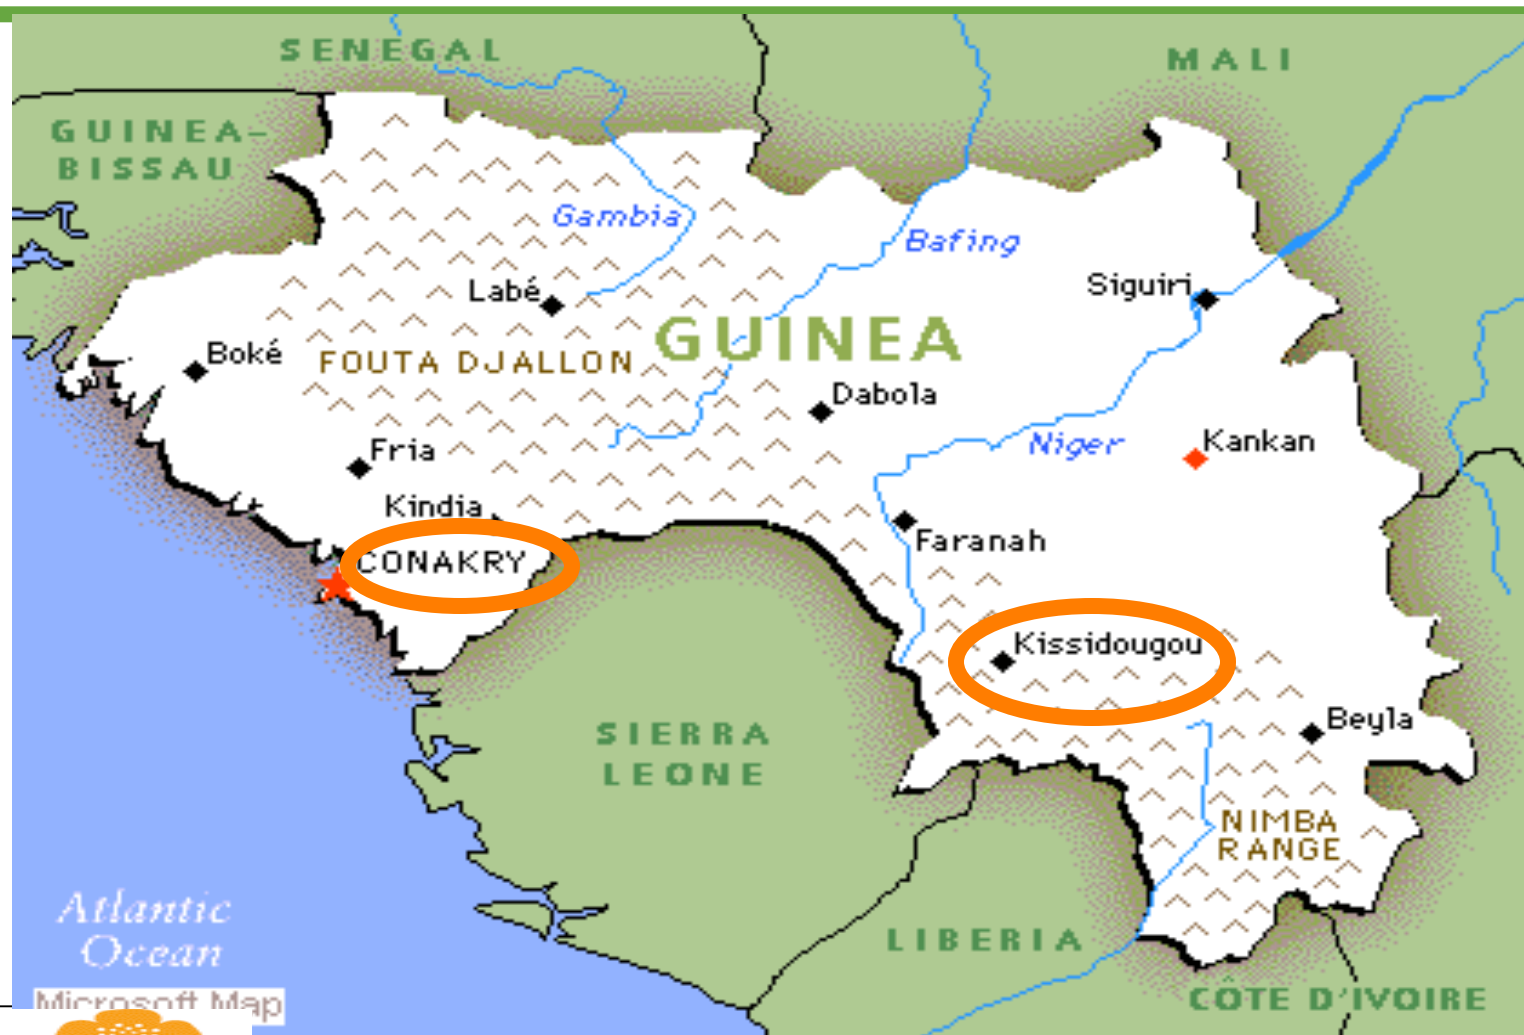 SENEGAL
MALI
GUINEA-
BISSAU
Gambia
Bafing
Labé
Siguiri
GUINEA
Boké
FOUTA DJALLON
Dabola
Fria
Niger
Kankan
Kindia
Faranah
CONAKRY
Kissidougou
Beyla
SIERRA
LEONE
NIMBA
RANGE
Atlantic
Ocean
LIBERIA
CÔTE D'IVOIRE
Microsoft Map